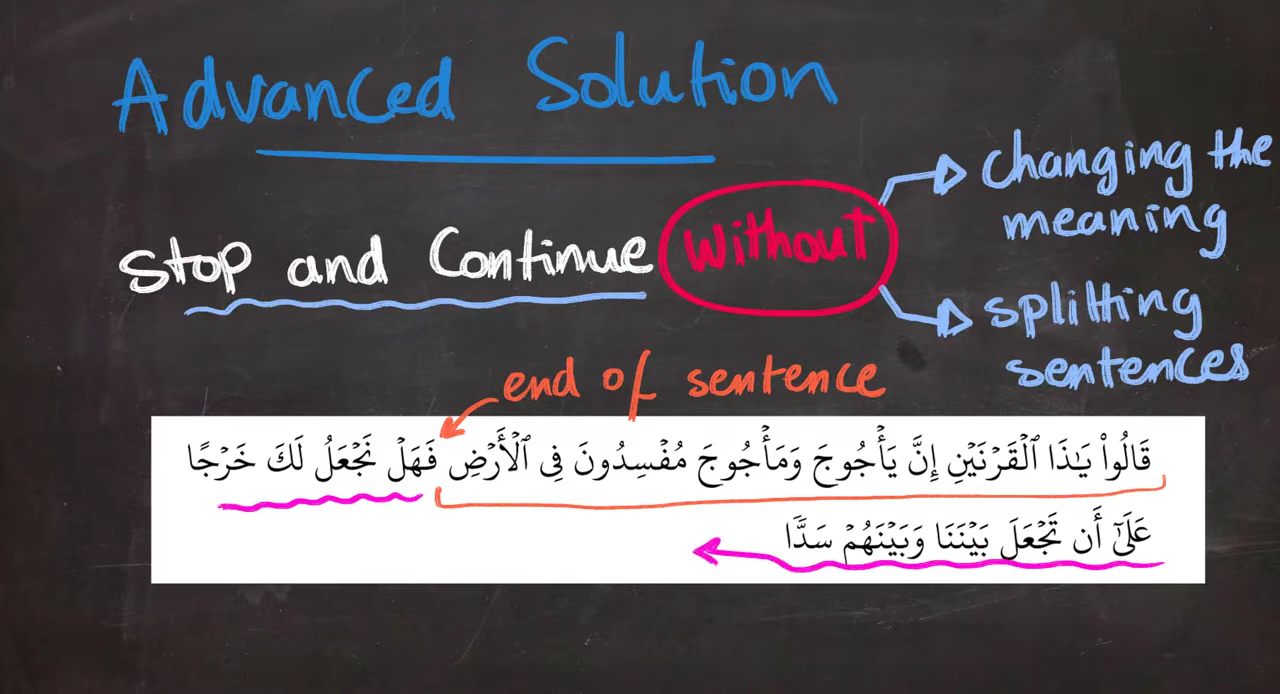 Advanced Solution
Stop and Continue Without
changing the
meaning
splitting
sentences
end of sentence
قَالُوا۟ يَـٰذَا ٱلْقَرْنَيْنِ إِنَّ يَأْجُوجَ وَمَأْجُوجَ مُفْسِدُونَ فِى ٱلْأَرْضِ فَهَلْ نَجْعَلُ لَكَ خَرْجًا
عَلَىٰٓ أَن تَجْعَلَ بَيْنَنَا وَبَيْنَهُمْ سَدًّا